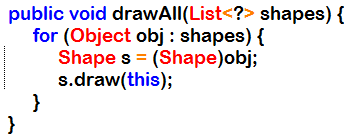 public void drawAll(List<?> shapes) {
for (Object obj : shapes) {
Shape s = (Shape)obj;
s.draw(this);
}
}